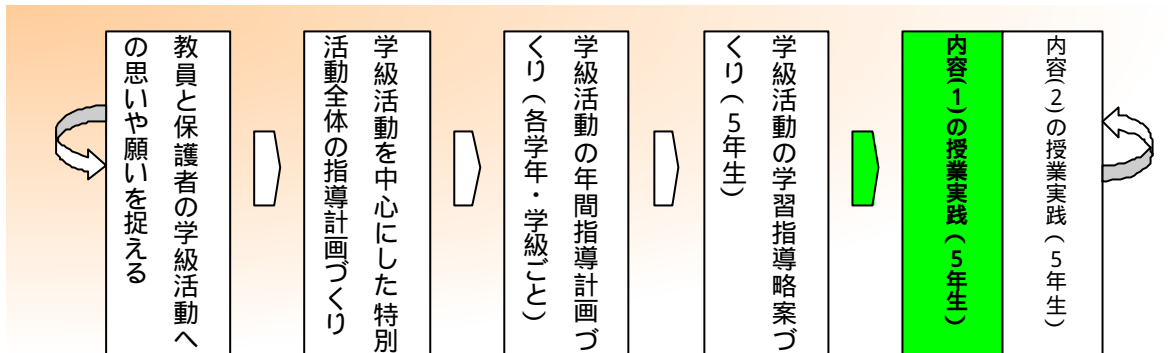 教員と保護者の学級活動へ
の思いや願いを捉える
学級活動を中心にした特別
活動全体の指導計画づくり
学級活動の年間指導計画づ
くり（各学年・学級ごと）
学級活動の学習指導略案づ
くり（5年生）
内容(1)の授業実践（5年生）
内容(2)の授業実践（5年生）